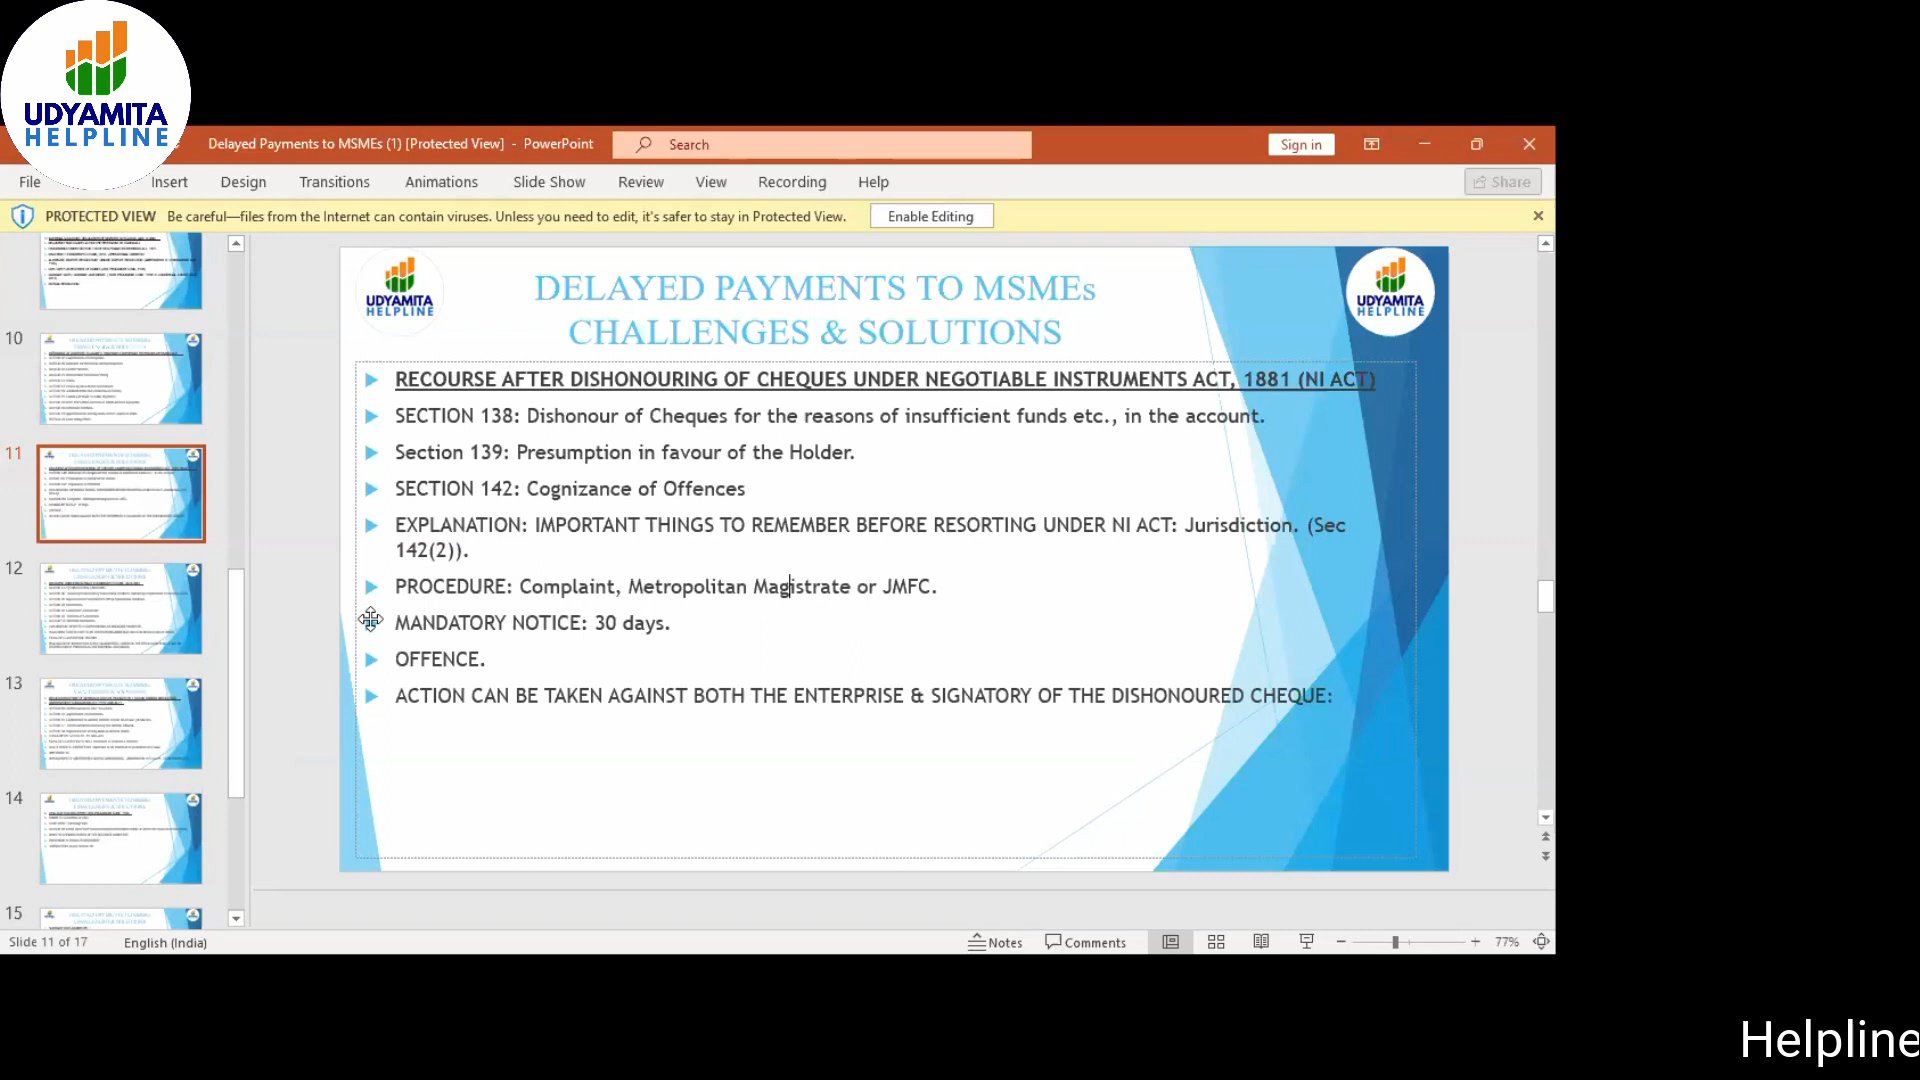 UDYAMITA
HELPLINE
Delayed Payments to MSMEs (1) [Protected View] - PowerPoint
Search
Sign in
File
Insert
Design
Transitions
Animations
Slide Show
Review
View
Recording
Help
Share
PROTECTED VIEW Be careful—files from the Internet can contain viruses. Unless you need to edit, it's safer to stay in Protected View.
Enable Editing
10
11
12
13
14
15
UDYAMITA
HELPLINE
DELAYED PAYMENTS TO MSMEs
CHALLENGES & SOLUTIONS
UDYAMITA
HELPLINE
RECOURSE AFTER DISHONOURING OF CHEQUES UNDER NEGOTIABLE INSTRUMENTS ACT, 1881 (NI ACT)
SECTION 138: Dishonour of Cheques for the reasons of insufficient funds etc., in the account.
Section 139: Presumption in favour of the Holder.
SECTION 142: Cognizance of Offences
EXPLANATION: IMPORTANT THINGS TO REMEMBER BEFORE RESORTING UNDER NI ACT: Jurisdiction. (Sec
142(2)).
PROCEDURE: Complaint, Metropolitan Magistrate or JMFC.
MANDATORY NOTICE: 30 days.
OFFENCE.
ACTION CAN BE TAKEN AGAINST BOTH THE ENTERPRISE & SIGNATORY OF THE DISHONOURED CHEQUE:
Slide 11 of 17
English (India)
Notes
Comments
77%
Helpline